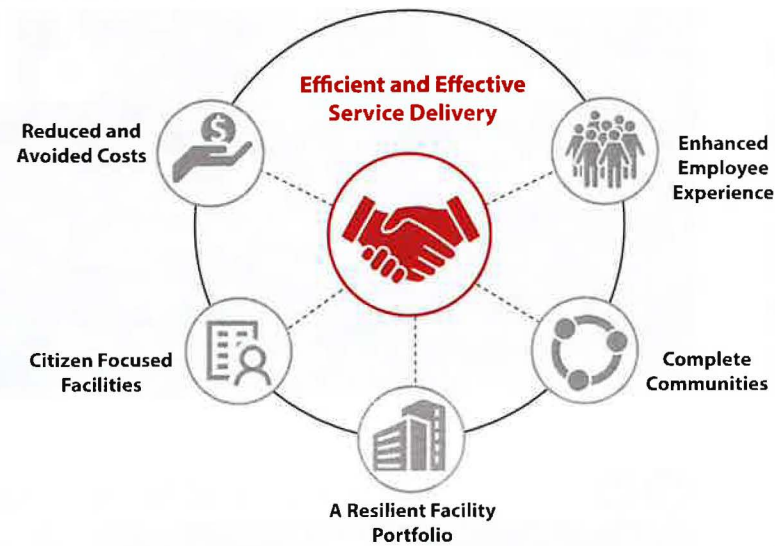 Efficient and Effective
Service Delivery
Reduced and
Avoided Costs
$
Enhanced
Employee
Experience
Citizen Focused
Facilities
Complete
Communities
A Resilient Facility
Portfolio